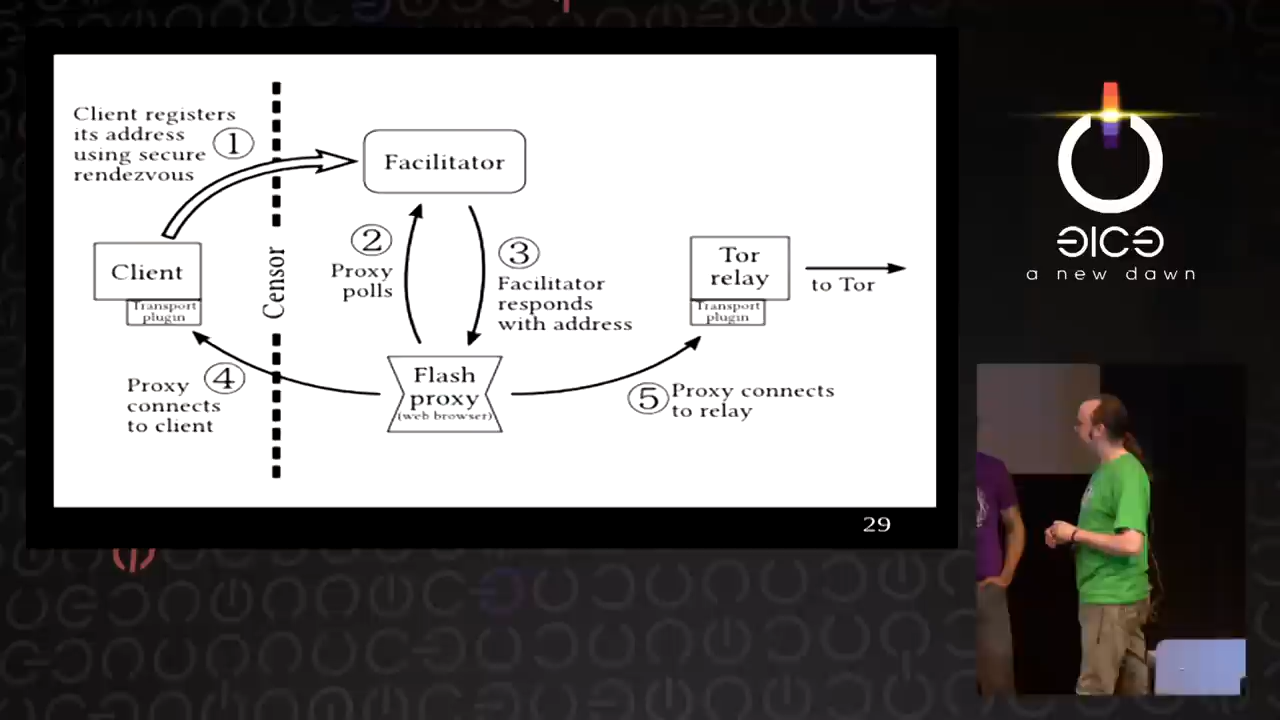 Client registers
its address
using secure
rendezvous
1
Facilitator
Censor
Client
Transport
plugin
2
Proxy
polls
3
Facilitator
responds
with address
Tor
relay
Transport
plugin
to Tor
4
Proxy
connects
to client
Flash
proxy
(web browser)
5
Proxy connects
to relay
29
a new dawn